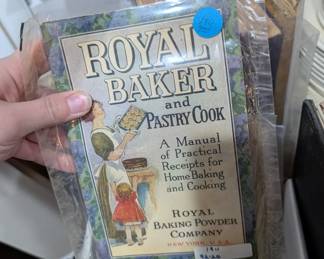 ROYAL
BAKER
and
PASTRY COOK
A Manual
of Practical
Receipts for
Home Baking
and Cooking
ROYAL
BAKING POWDER
COMPANY
NEW YORK, U.S.A.
1911